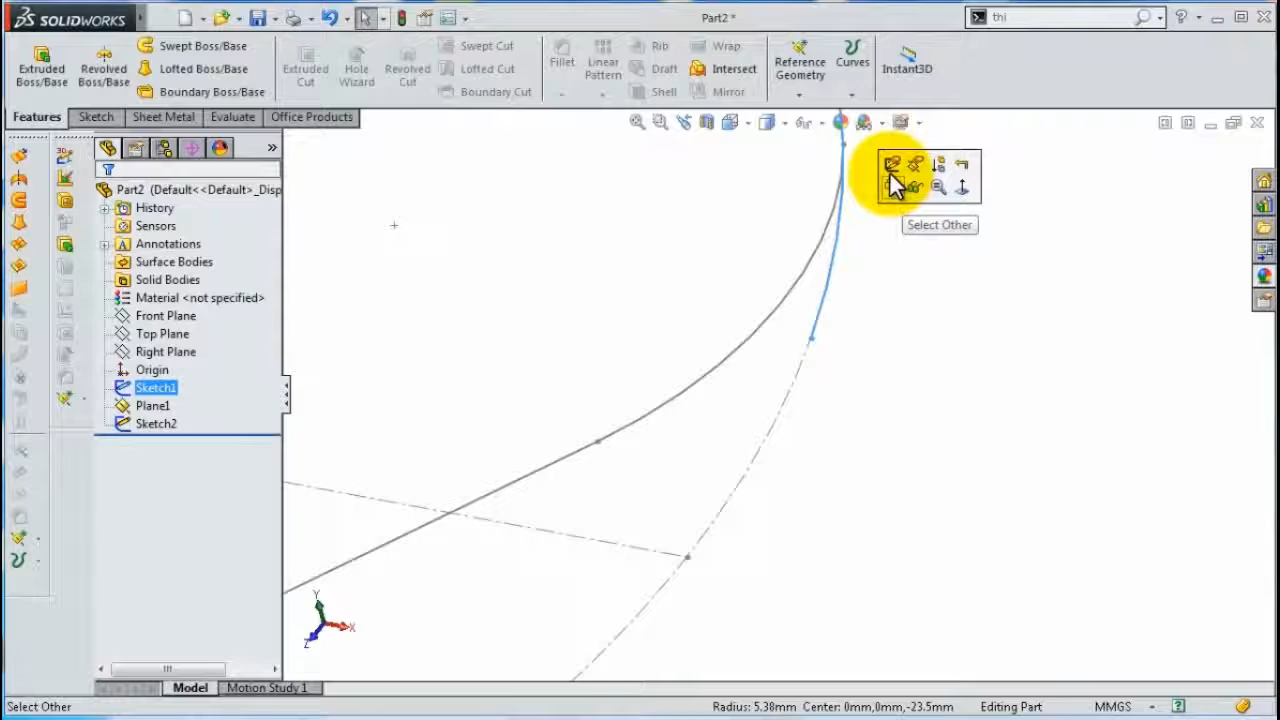 SOLIDWORKS
Part2 *
thi
Extruded Boss/Base
Revolved Boss/Base
Swept Boss/Base
Lofted Boss/Base
Boundary Boss/Base
Extruded Cut
Hole Wizard
Revolved Cut
Swept Cut
Lofted Cut
Boundary Cut
Fillet
Linear Pattern
Rib
Draft
Shell
Wrap
Intersect
Mirror
Reference Geometry
Curves
Instant3D
Features
Sketch
Sheet Metal
Evaluate
Office Products
Part2 (Default<<Default>_Disp
History
Sensors
Annotations
Surface Bodies
Solid Bodies
Material <not specified>
Front Plane
Top Plane
Right Plane
Origin
Sketch1
Plane1
Sketch2
Select Other
Y
X
Z
Model
Motion Study 1
Select Other
Radius: 5.38mm Center: 0mm,0mm,-23.5mm
Editing Part
MMGS